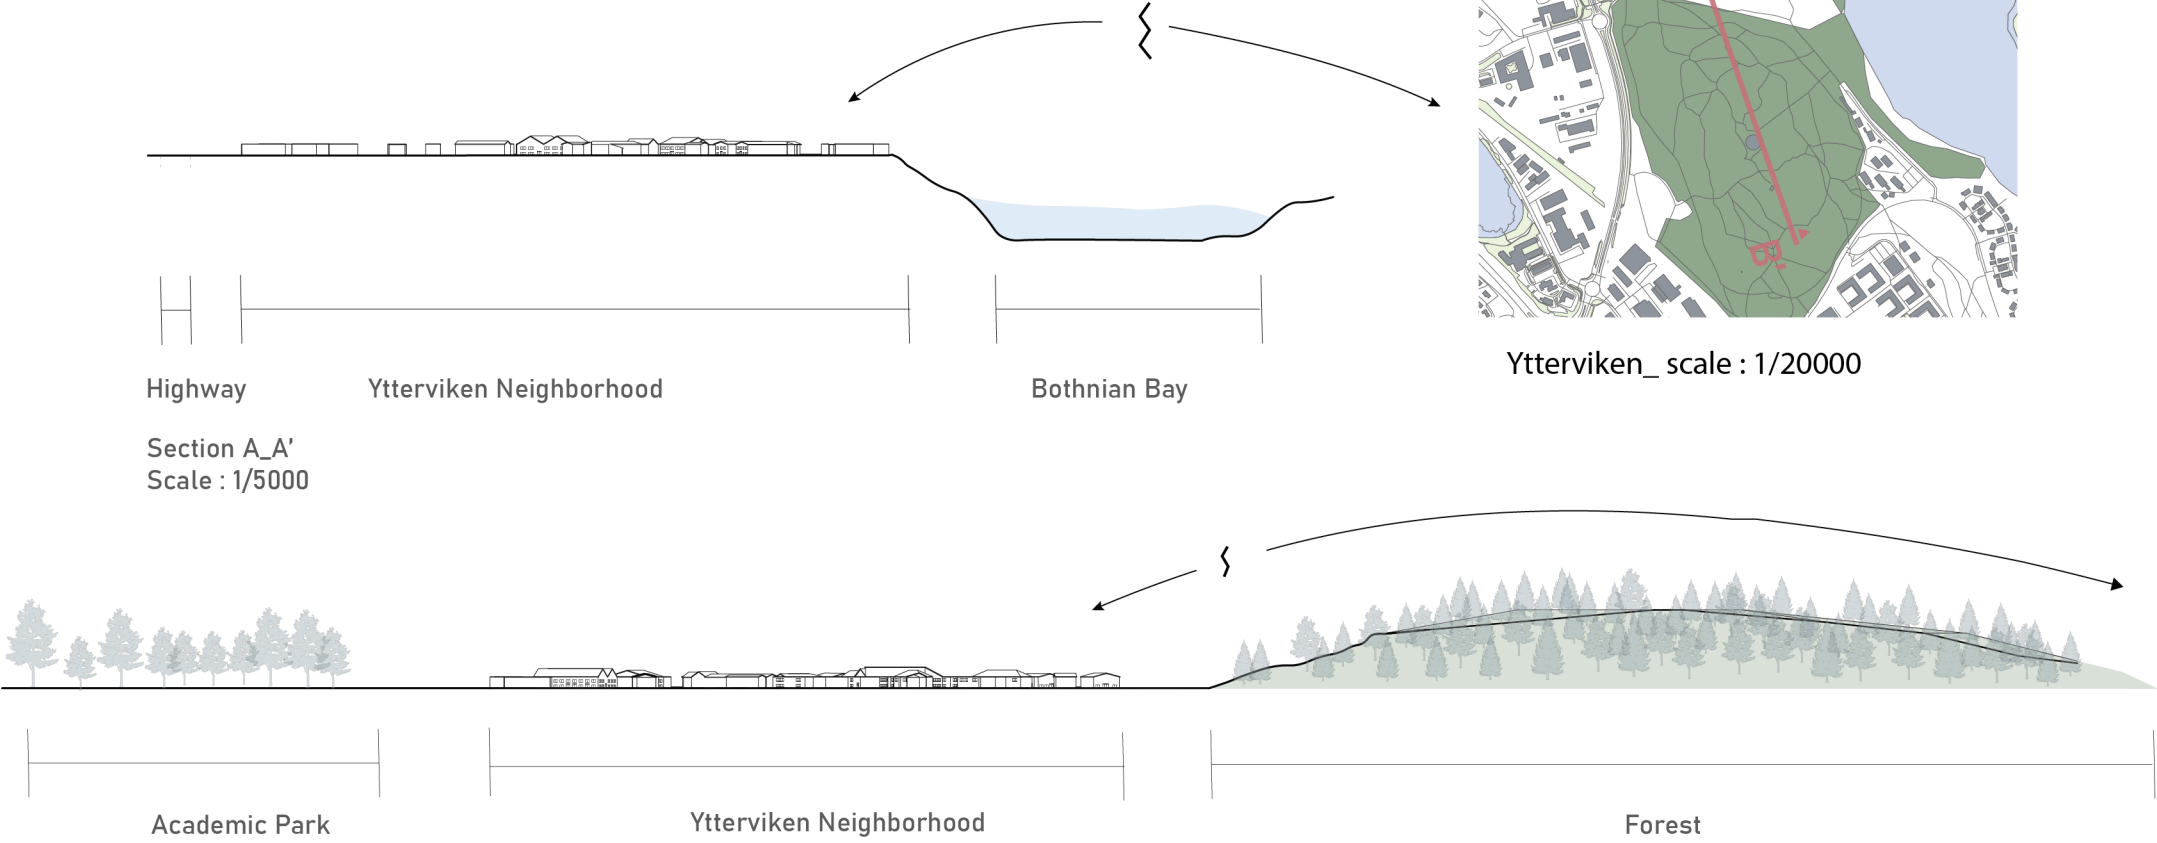 B'
Ytterviken_ scale : 1/20000
Highway
Ytterviken Neighborhood
Bothnian Bay
Section A_A’
Scale : 1/5000
Academic Park
Ytterviken Neighborhood
Forest